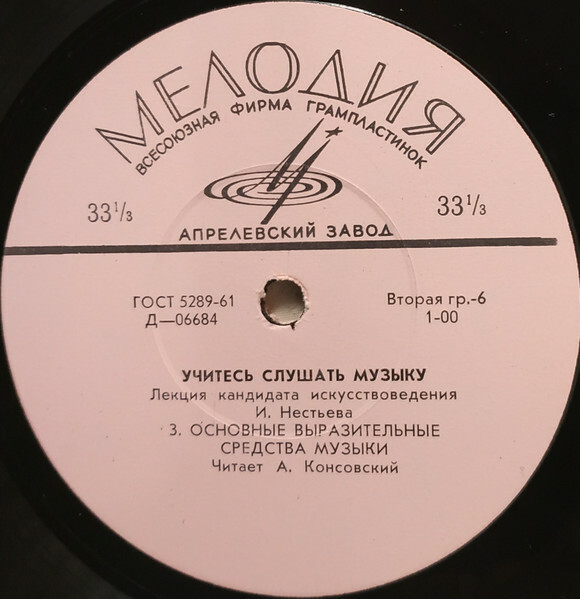 МЕЛОДИЯ
ВСЕСОЮЗНАЯ ФИРМА ГРАМПЛАСТИНОК
33 1/3
33 1/3
АПРЕЛЕВСКИЙ ЗАВОД
ГОСТ 5289-61
Д—06684
Вторая гр.-6
1-00
УЧИТЕСЬ СЛУШАТЬ МУЗЫКУ
Лекция кандидата искусствоведения
И. Нестьева
3. ОСНОВНЫЕ ВЫРАЗИТЕЛЬНЫЕ
СРЕДСТВА МУЗЫКИ
Читает А. Консовский